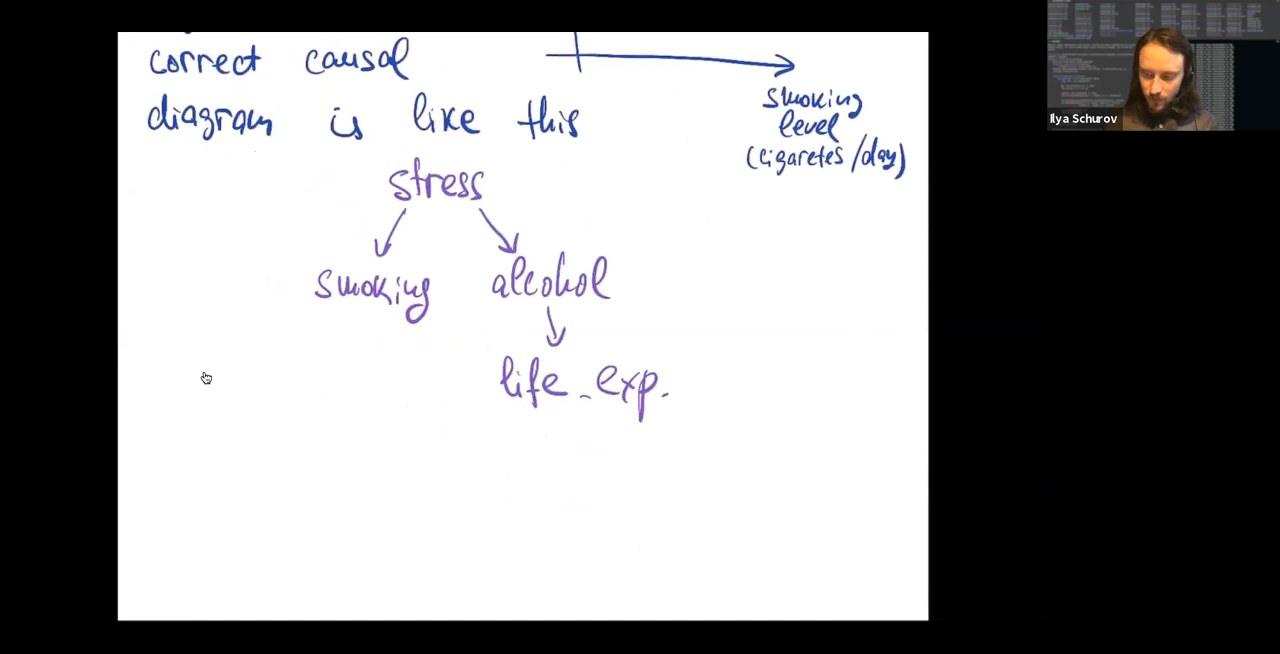 correct causal
diagram is like this
smoking
level
(cigaretes/day)
stress
smoking alcohol
life exp.
Ilya Schurov